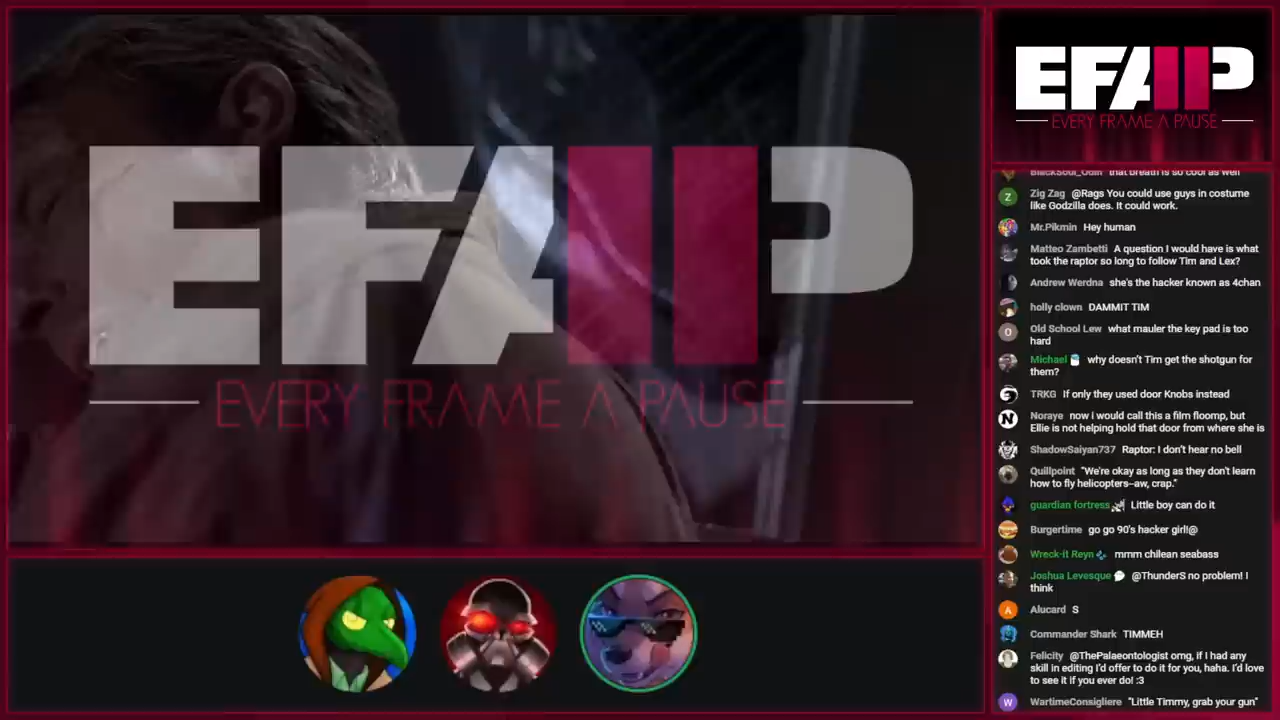 EFAP
EVERY FRAME A PAUSE
EFAP
EVERY FRAME A PAUSE
BlackSoul_Odin that breath is so cool as well
Zig Zag @Rags You could use guys in costume
like Godzilla does. It could work.
Mr.Pikmin Hey human
Matteo Zambetti A question I would have is what
took the raptor so long to follow Tim and Lex?
Andrew Werdna she's the hacker known as 4chan
holly clown DAMMIT TiM
Old School Lew what mauler the key pad is too
hard
Michael why doesn't Tim get the shotgun for
them?
TRKG If only they used door Knobs instead
Noraye now i would call this a film floomp, but
Ellie is not helping hold that door from where she is
ShadowSaiyan737 Raptor: I don't hear no bell
Quillpoint "We're okay as long as they don't learn
how to fly helicopters--aw, crap."
guardian fortress Little boy can do it
Burgertime go go 90's hacker girl!@
Wreck-it Reyn mmm chilean seabass
Joshua Levesque @ThunderS no problem! I
think
Alucard S
Commander Shark TIMMEH
Felicity @ThePalaeontologist omg, if I had any
skill in editing I'd offer to do it for you, haha. I'd love
to see it if you ever do! :3
WartimeConsigliere "Little Timmy, grab your gun"